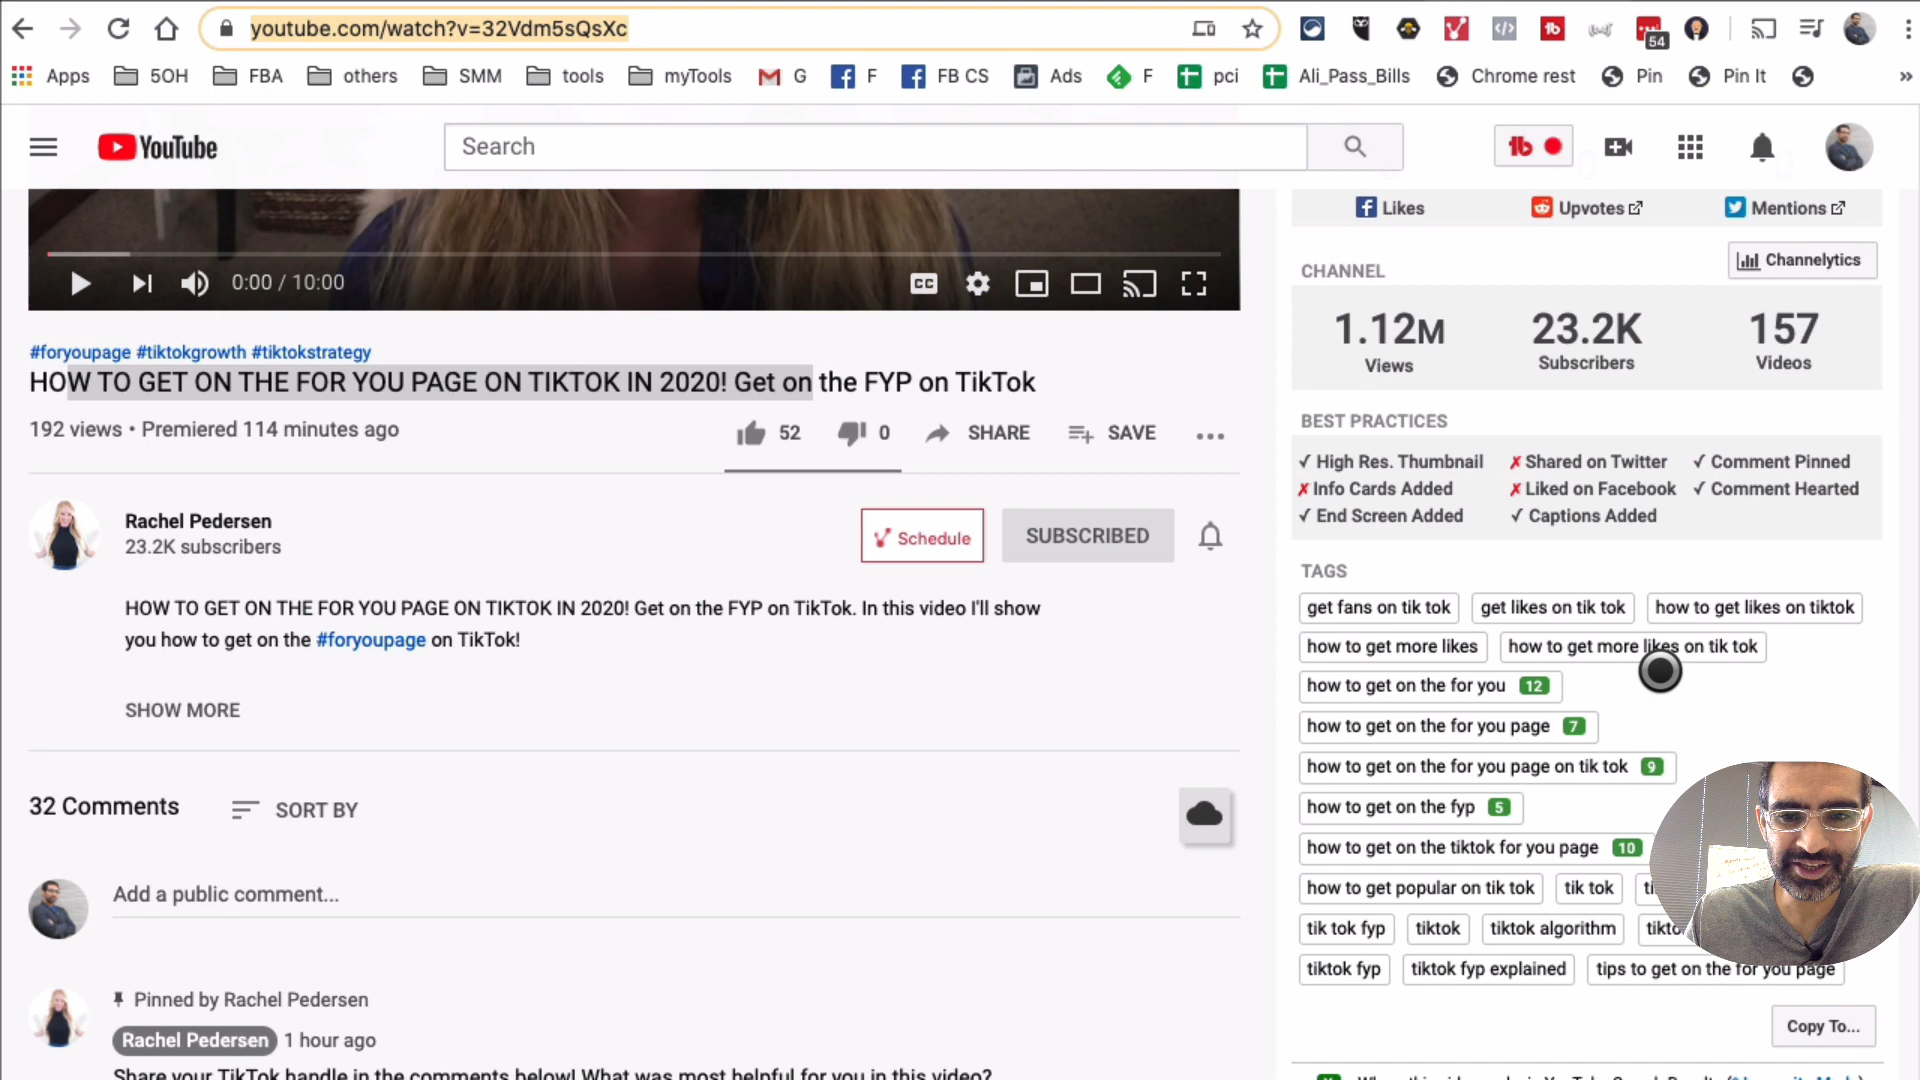 youtube.com/watch?v=32Vdm5sQsXc
54
Apps 5OH FBA others SMM tools myTools G F FB CS Ads F pci Ali_Pass_Bills Chrome rest Pin Pin It »
YouTube Search
Likes Upvotes Mentions
0:00 / 10:00
CHANNEL Channelytics
1.12M 23.2K 157
Views Subscribers Videos
#foryoupage #tiktokgrowth #tiktokstrategy
HOW TO GET ON THE FOR YOU PAGE ON TIKTOK IN 2020! Get on the FYP on TikTok
192 views • Premiered 114 minutes ago
52 0 SHARE SAVE
BEST PRACTICES
✓ High Res. Thumbnail ✗ Shared on Twitter ✓ Comment Pinned
✗ Info Cards Added ✗ Liked on Facebook ✓ Comment Hearted
✓ End Screen Added ✓ Captions Added
Rachel Pedersen
23.2K subscribers
Schedule SUBSCRIBED
HOW TO GET ON THE FOR YOU PAGE ON TIKTOK IN 2020! Get on the FYP on TikTok. In this video I'll show
you how to get on the #foryoupage on TikTok!
SHOW MORE
TAGS
get fans on tik tok get likes on tik tok how to get likes on tiktok
how to get more likes how to get more likes on tik tok
how to get on the for you 12
how to get on the for you page 7
how to get on the for you page on tik tok 9
how to get on the fyp 5
how to get on the tiktok for you page 10
how to get popular on tik tok tik tok
tik tok fyp tiktok tiktok algorithm
tiktok fyp tiktok fyp explained tips to get on the for you page
Copy To...
32 Comments SORT BY
Add a public comment...
Pinned by Rachel Pedersen
Rachel Pedersen 1 hour ago
Share your TikTok handle in the comments below! What was most helpful for you in this video?